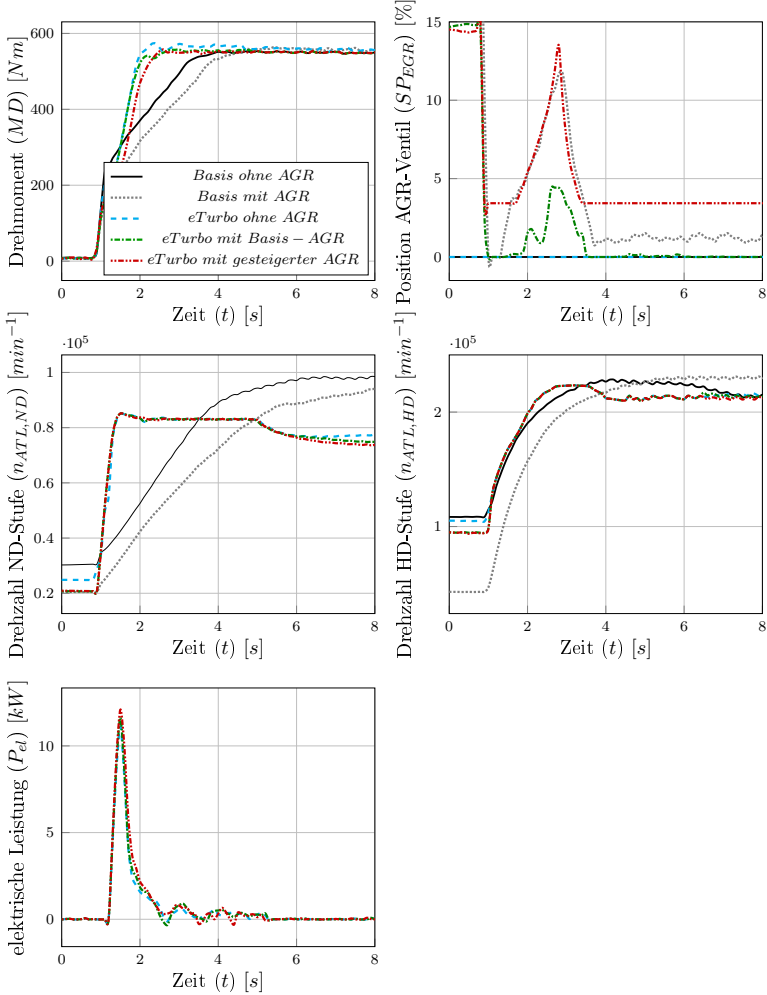 Drehmoment (MD) [Nm]
600
400
200
0
0 2 4 6 8
Zeit (t) [s]
Basis ohne AGR
Basis mit AGR
eTurbo ohne AGR
eTurbo mit Basis − AGR
eTurbo mit gesteigerter AGR
Position AGR-Ventil (SP_EGR) [%]
15
10
5
0
0 2 4 6 8
Zeit (t) [s]
Drehzahl ND-Stufe (n_ATL,ND) [min^−1]
·10^5
1
0.8
0.6
0.4
0.2
0 2 4 6 8
Zeit (t) [s]
Drehzahl HD-Stufe (n_ATL,HD) [min^−1]
·10^5
2
1
0 2 4 6 8
Zeit (t) [s]
elektrische Leistung (P_el) [kW]
10
5
0
0 2 4 6 8
Zeit (t) [s]